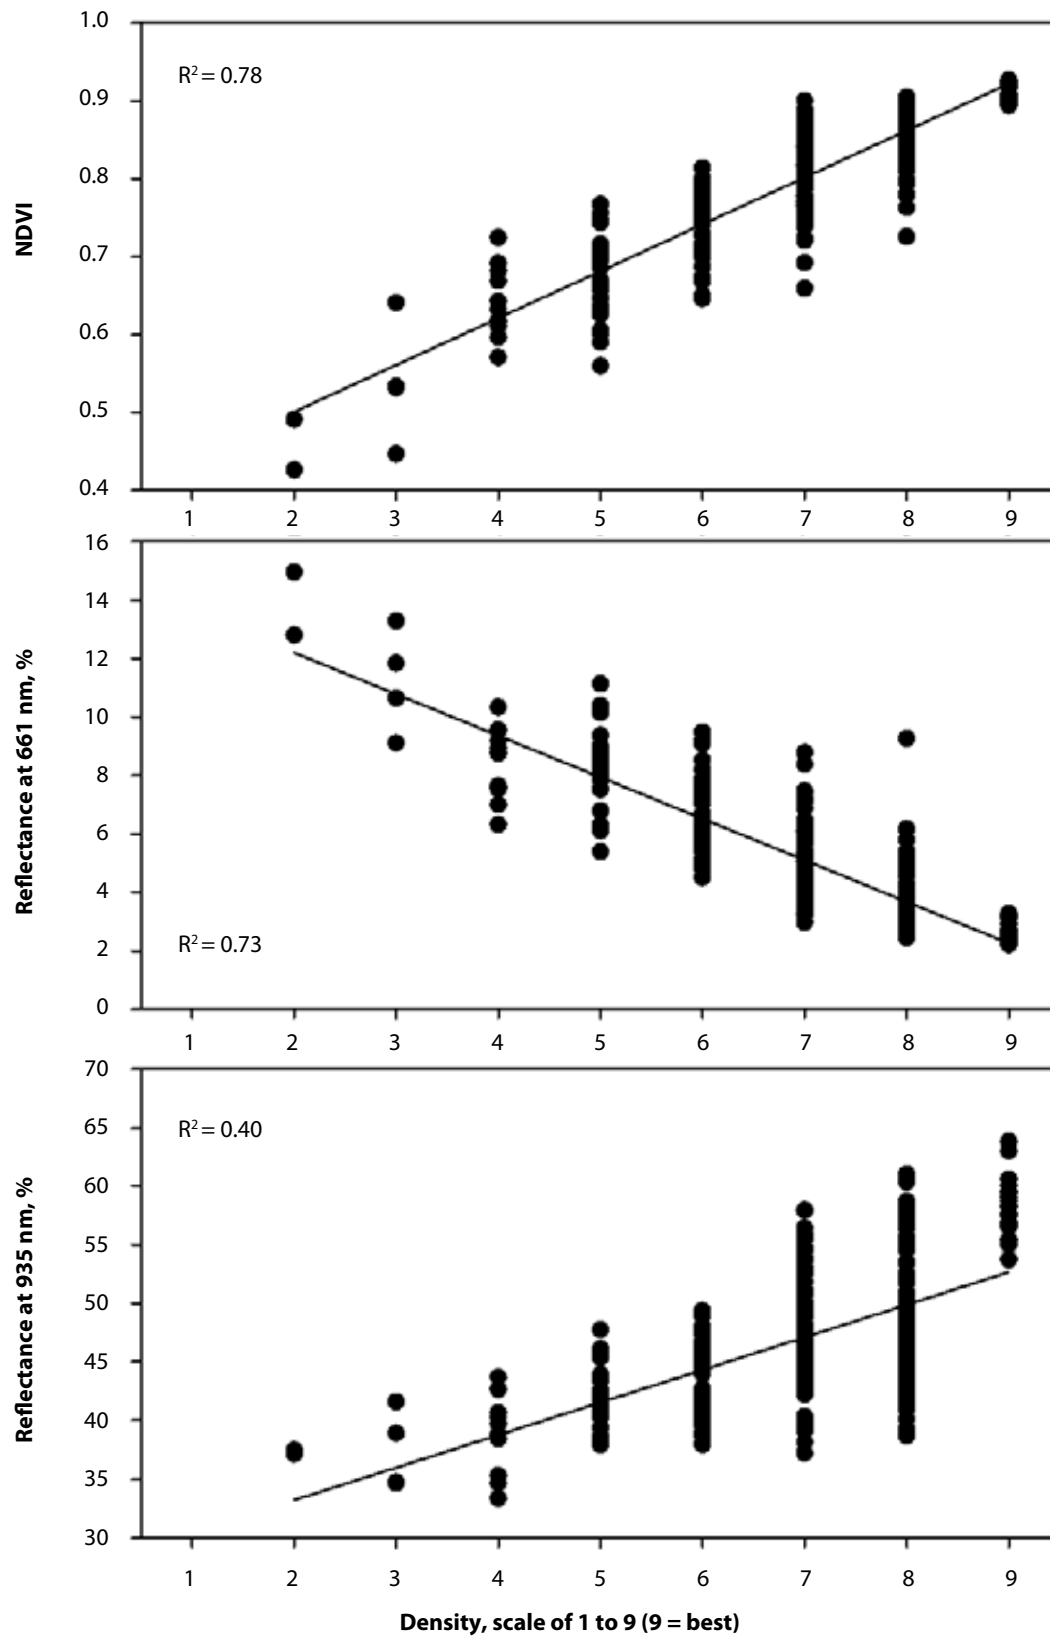 1.0
R² = 0.78
0.9
0.8
NDVI
0.7
0.6
0.5
0.4
1 2 3 4 5 6 7 8 9
16
14
12
Reflectance at 661 nm, %
10
8
6
4
R² = 0.73
2
0
1 2 3 4 5 6 7 8 9
70
R² = 0.40
65
60
55
Reflectance at 935 nm, %
50
45
40
35
30
1 2 3 4 5 6 7 8 9
Density, scale of 1 to 9 (9 = best)